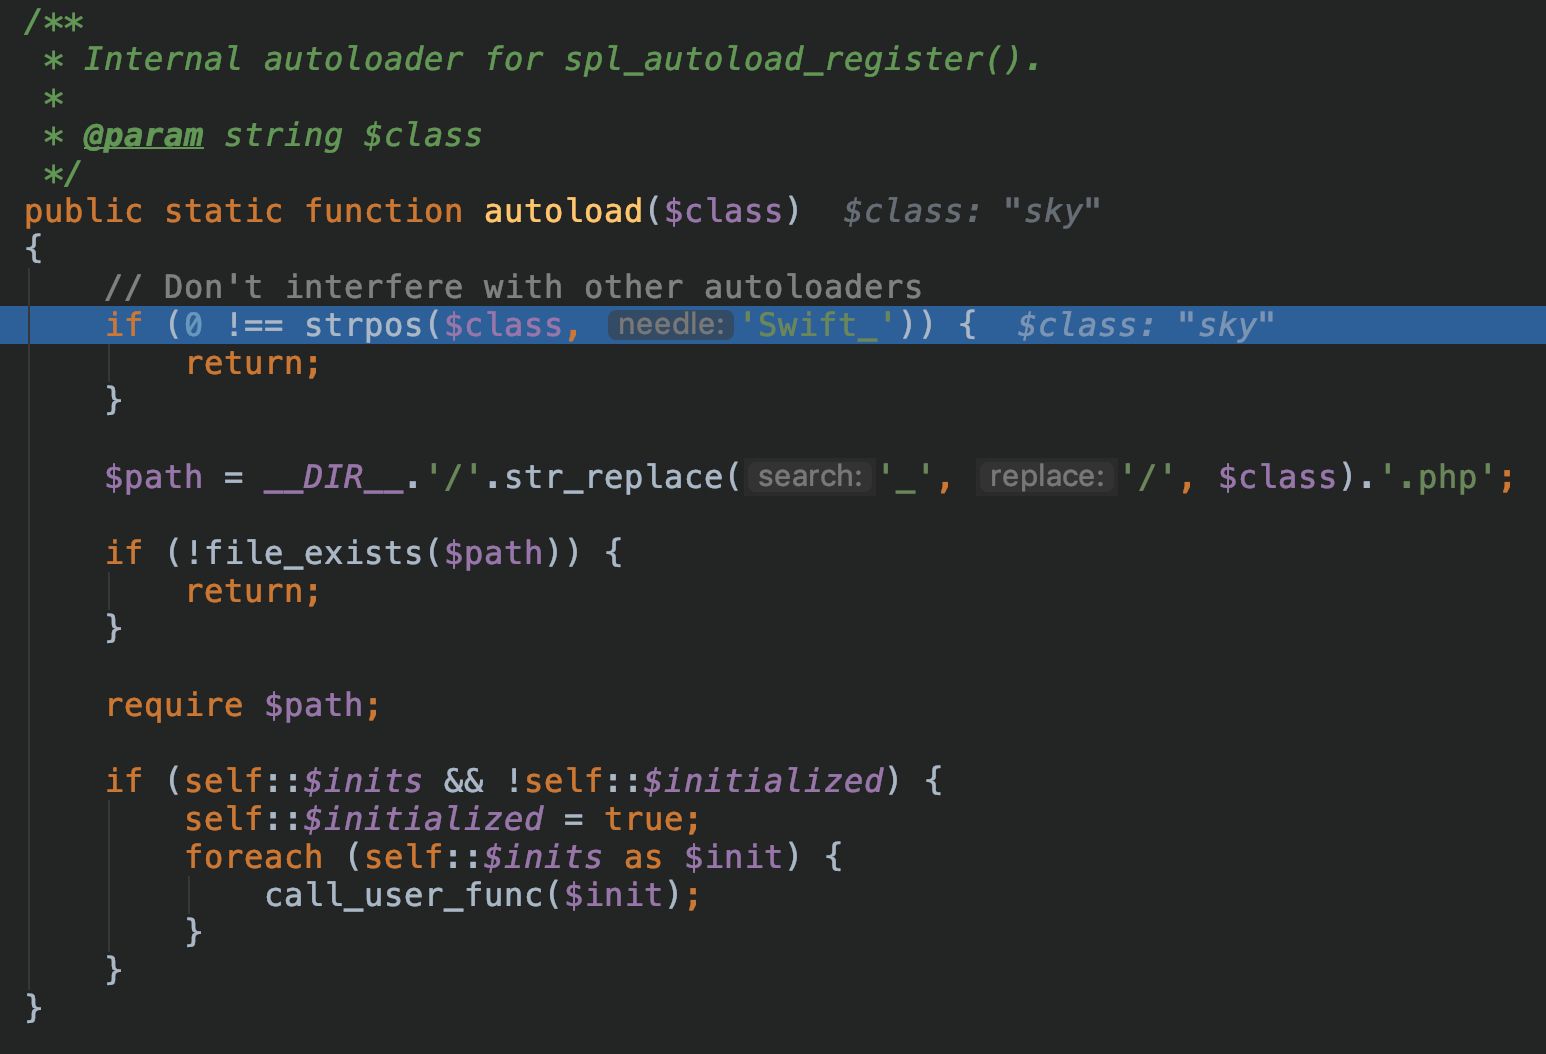 /**
 * Internal autoloader for spl_autoload_register().
 *
 * @param string $class
 */
public static function autoload($class)  $class: "sky"
{
    // Don't interfere with other autoloaders
    if (0 !== strpos($class, needle: 'Swift_')) {  $class: "sky"
        return;
    }

    $path = __DIR__.'/'.str_replace( search: '_', replace: '/', $class).'.php';

    if (!file_exists($path)) {
        return;
    }

    require $path;

    if (self::$inits && !self::$initialized) {
        self::$initialized = true;
        foreach (self::$inits as $init) {
            call_user_func($init);
        }
    }
}